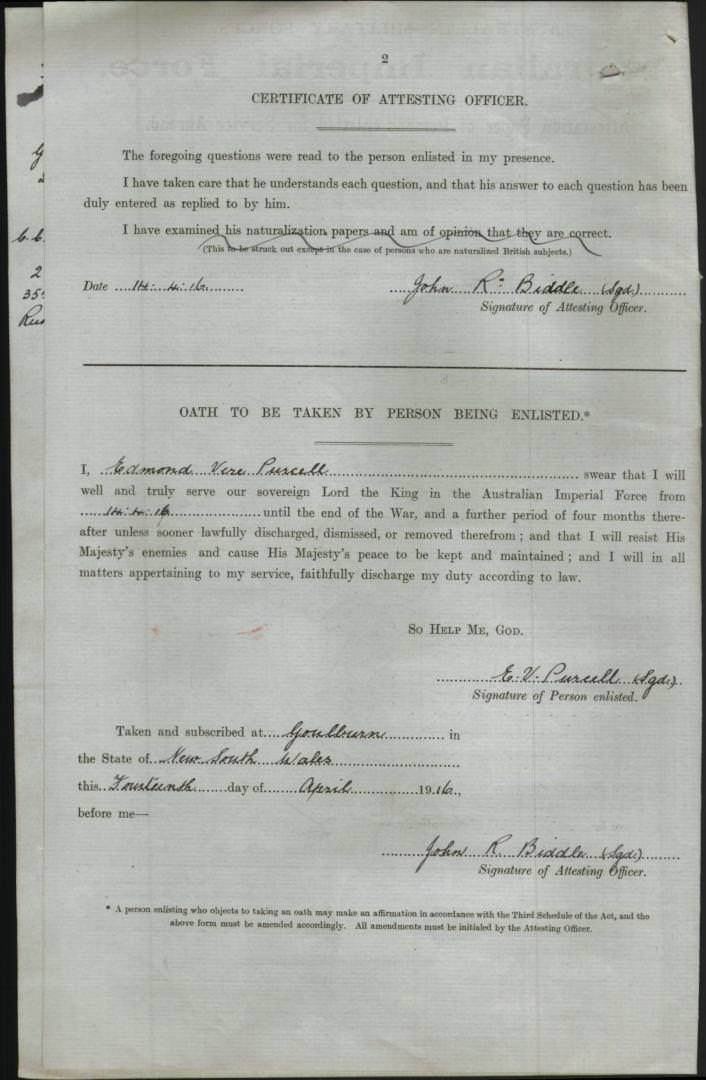 2
CERTIFICATE OF ATTESTING OFFICER.
The foregoing questions were read to the person enlisted in my presence.
I have taken care that he understands each question, and that his answer to each question has been
duly entered as replied to by him.
I have examined his naturalization papers and am of opinion that they are correct.
(This to be struck out except in the case of persons who are naturalized British subjects.)
Date 14. 4. 16. John R. Biddle (Sgd.)
Signature of Attesting Officer.
OATH TO BE TAKEN BY PERSON BEING ENLISTED.*
I, Edmond Vere Purcell swear that I will
well and truly serve our sovereign Lord the King in the Australian Imperial Force from
14. 4. 16 until the end of the War, and a further period of four months there-
after unless sooner lawfully discharged, dismissed, or removed therefrom; and that I will resist His
Majesty's enemies and cause His Majesty's peace to be kept and maintained; and I will in all
matters appertaining to my service, faithfully discharge my duty according to law.
So Help Me, God.
E. V. Purcell (Sgd.).
Signature of Person enlisted.
Taken and subscribed at Goulburn in
the State of New South Wales
this Fourteenth day of April 1916.,
before me—
John R. Biddle (Sgd.)
Signature of Attesting Officer.
* A person enlisting who objects to taking an oath may make an affirmation in accordance with the Third Schedule of the Act, and the
above form must be amended accordingly. All amendments must be initialed by the Attesting Officer.